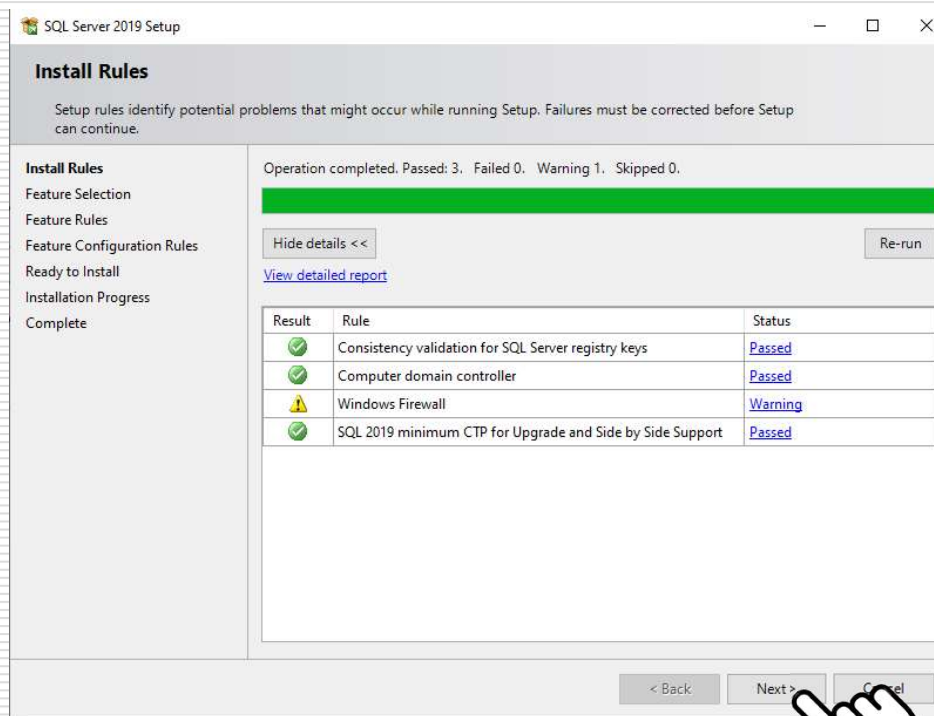 SQL Server 2019 Setup
Install Rules
Setup rules identify potential problems that might occur while running Setup. Failures must be corrected before Setup
can continue.
Install Rules
Feature Selection
Feature Rules
Feature Configuration Rules
Ready to Install
Installation Progress
Complete
Operation completed. Passed: 3. Failed 0. Warning 1. Skipped 0.
Hide details << Re-run
View detailed report
Result Rule Status
Consistency validation for SQL Server registry keys Passed
Computer domain controller Passed
Windows Firewall Warning
SQL 2019 minimum CTP for Upgrade and Side by Side Support Passed
< Back Next > Cancel